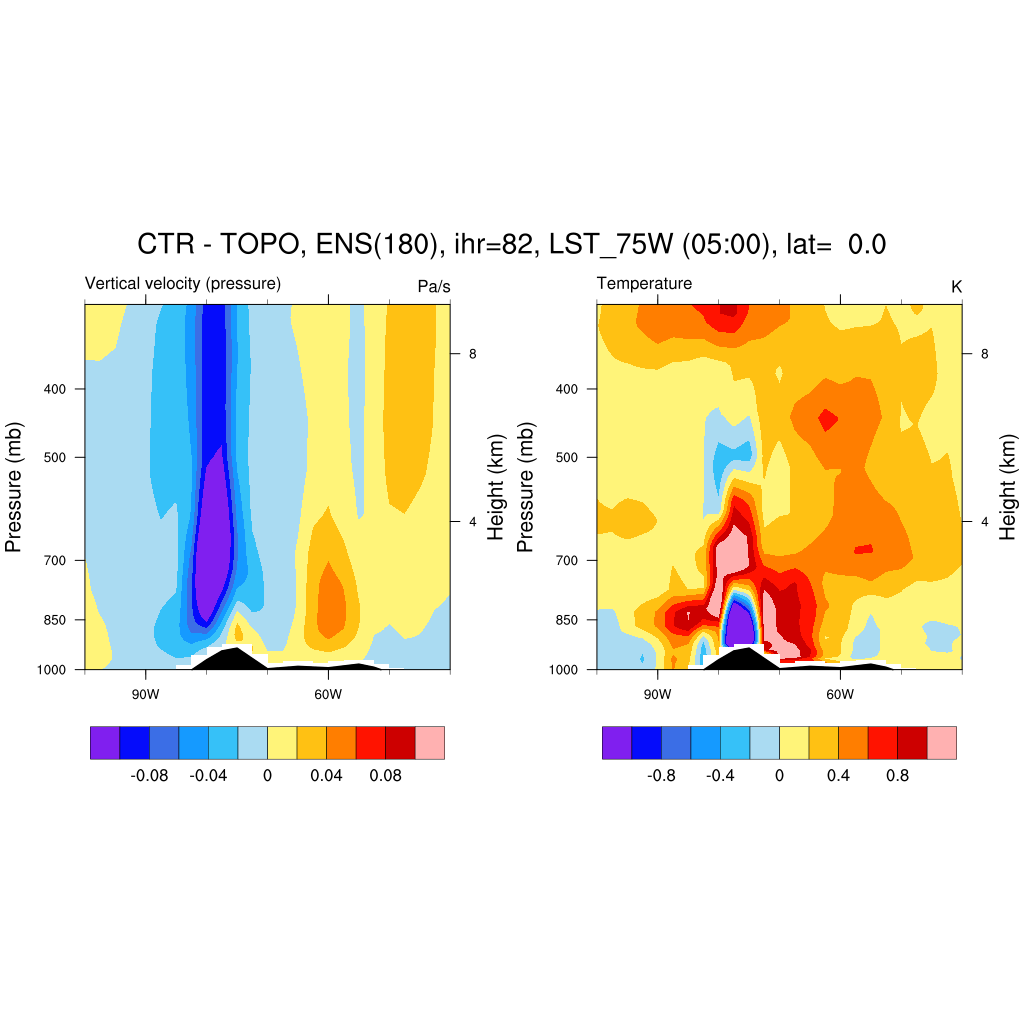 CTR - TOPO, ENS(180), ihr=82, LST_75W (05:00), lat=  0.0
Vertical velocity (pressure)
Pa/s
Pressure (mb)
400
500
700
850
1000
8
4
Height (km)
90W
60W
-0.08
-0.04
0
0.04
0.08
Temperature
K
Pressure (mb)
400
500
700
850
1000
8
4
Height (km)
90W
60W
-0.8
-0.4
0
0.4
0.8